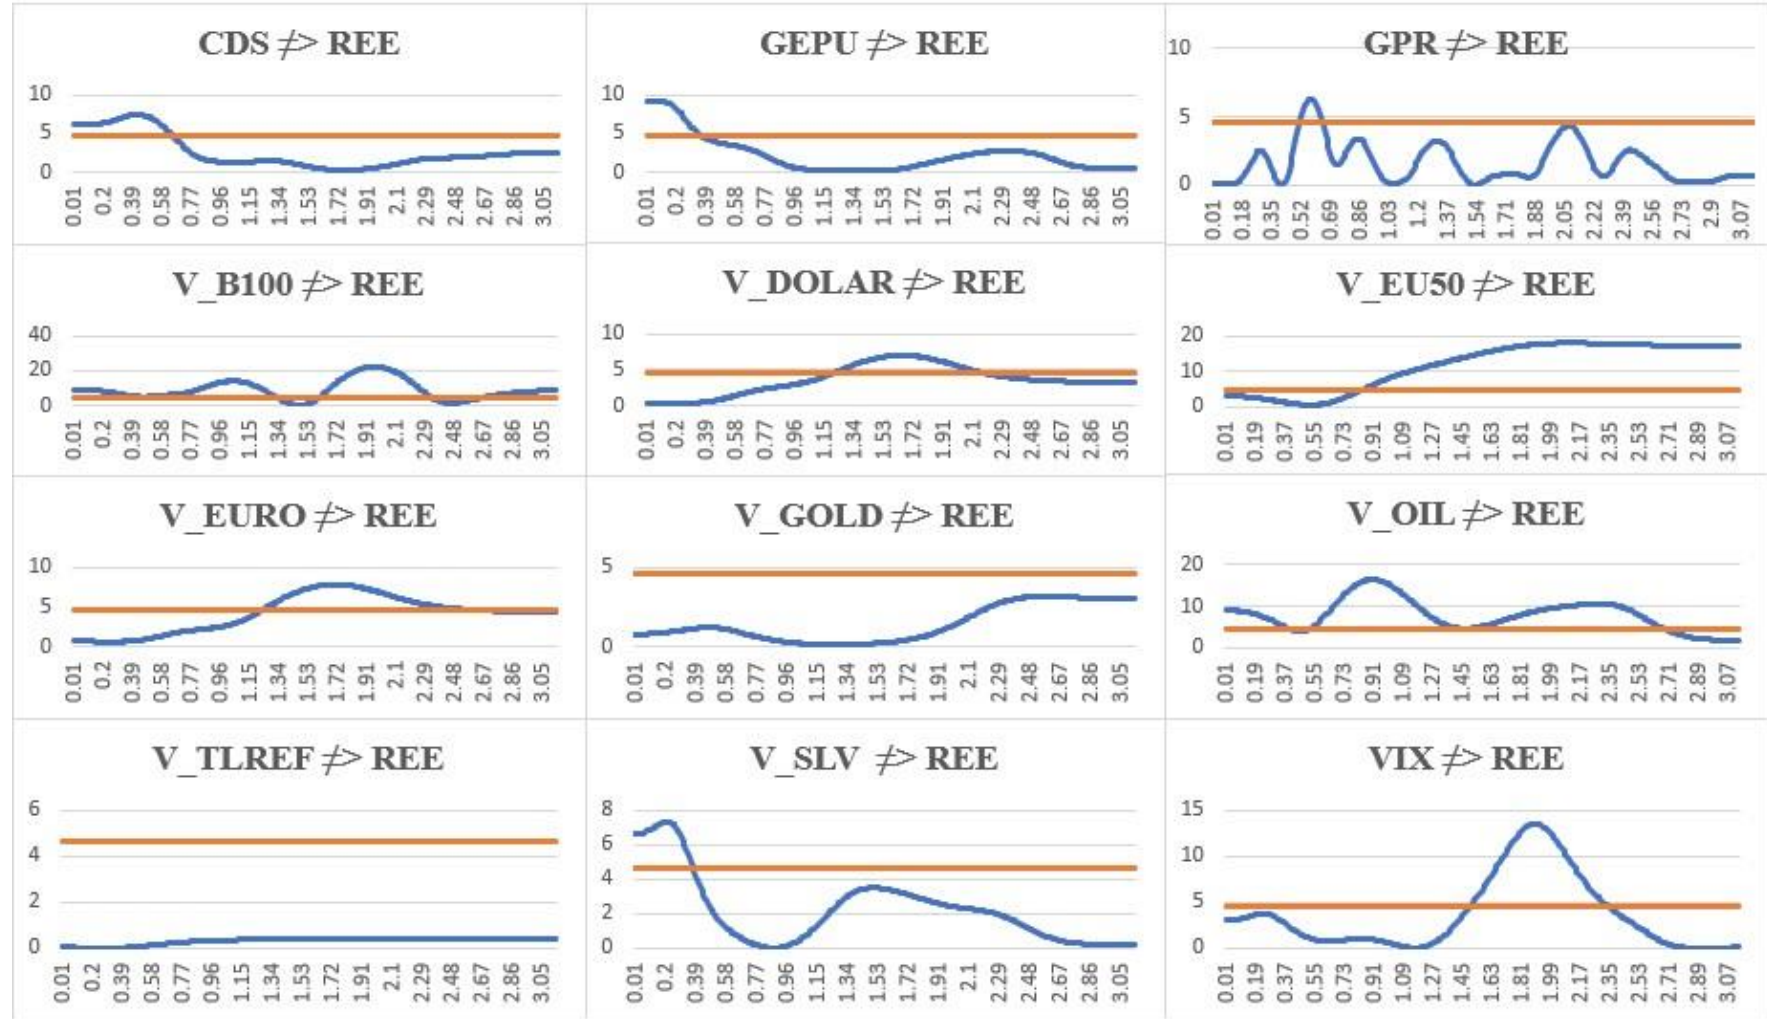 CDS ≠> REE
10
5
0
0.01 0.2 0.39 0.58 0.77 0.96 1.15 1.34 1.53 1.72 1.91 2.1 2.29 2.48 2.67 2.86 3.05
GEPU ≠> REE
10
5
0
0.01 0.2 0.39 0.58 0.77 0.96 1.15 1.34 1.53 1.72 1.91 2.1 2.29 2.48 2.67 2.86 3.05
GPR ≠> REE
10
5
0
0.01 0.18 0.35 0.52 0.69 0.86 1.03 1.2 1.37 1.54 1.71 1.88 2.05 2.22 2.39 2.56 2.73 2.9 3.07
V_B100 ≠> REE
40
20
0
0.01 0.2 0.39 0.58 0.77 0.96 1.15 1.34 1.53 1.72 1.91 2.1 2.29 2.48 2.67 2.86 3.05
V_DOLAR ≠> REE
10
5
0
0.01 0.2 0.39 0.58 0.77 0.96 1.15 1.34 1.53 1.72 1.91 2.1 2.29 2.48 2.67 2.86 3.05
V_EU50 ≠> REE
20
10
0
0.01 0.19 0.37 0.55 0.73 0.91 1.09 1.27 1.45 1.63 1.81 1.99 2.17 2.35 2.53 2.71 2.89 3.07
V_EURO ≠> REE
10
5
0
0.01 0.2 0.39 0.58 0.77 0.96 1.15 1.34 1.53 1.72 1.91 2.1 2.29 2.48 2.67 2.86 3.05
V_GOLD ≠> REE
5
0
0.01 0.2 0.39 0.58 0.77 0.96 1.15 1.34 1.53 1.72 1.91 2.1 2.29 2.48 2.67 2.86 3.05
V_OIL ≠> REE
20
10
0
0.01 0.19 0.37 0.55 0.73 0.91 1.09 1.27 1.45 1.63 1.81 1.99 2.17 2.35 2.53 2.71 2.89 3.07
V_TLREF ≠> REE
6
4
2
0
0.01 0.2 0.39 0.58 0.77 0.96 1.15 1.34 1.53 1.72 1.91 2.1 2.29 2.48 2.67 2.86 3.05
V_SLV ≠> REE
8
6
4
2
0
0.01 0.2 0.39 0.58 0.77 0.96 1.15 1.34 1.53 1.72 1.91 2.1 2.29 2.48 2.67 2.86 3.05
VIX ≠> REE
15
10
5
0
0.01 0.19 0.37 0.55 0.73 0.91 1.09 1.27 1.45 1.63 1.81 1.99 2.17 2.35 2.53 2.71 2.89 3.07